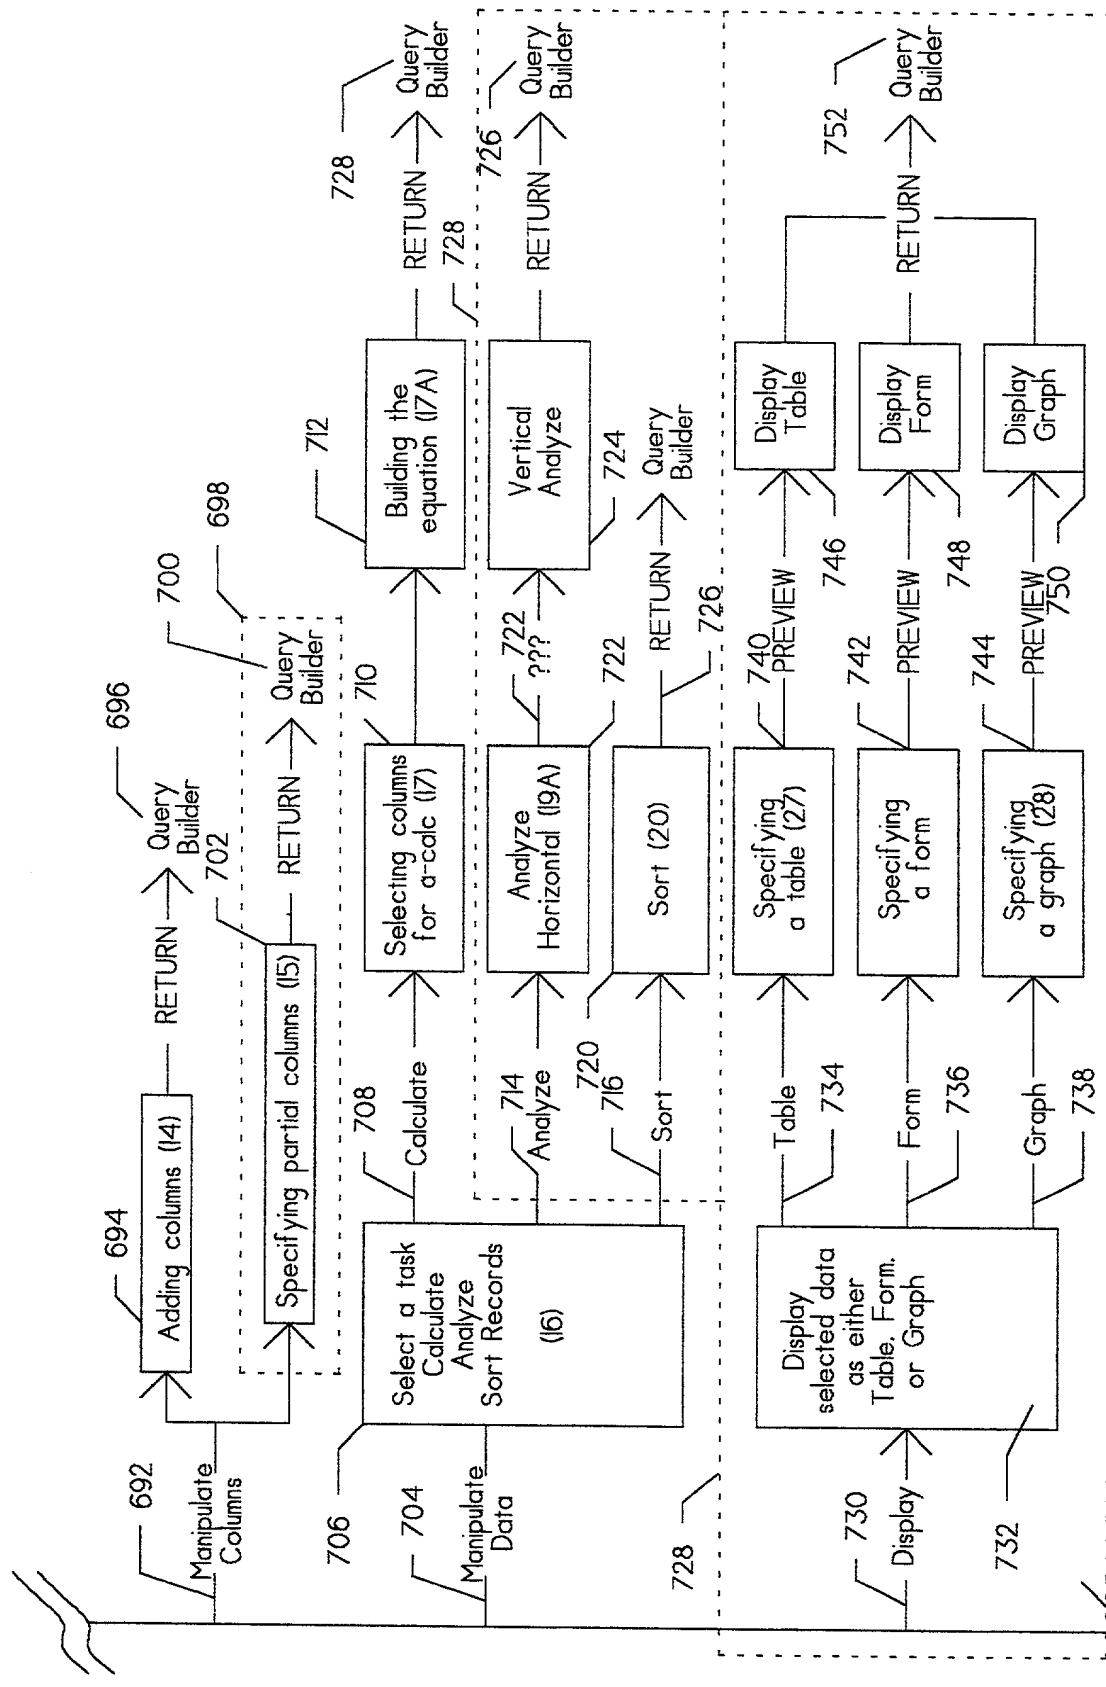 692
Manipulate
Columns
694
Adding columns (14)
RETURN
Query
Builder
696
Specifying partial columns (15)
702
RETURN
Query
Builder
700
698
704
Manipulate
Data
706
Select a task
Calculate
Analyze
Sort Records
(16)
708
Calculate
Selecting columns
for a-calc (17)
710
Building the
equation (17A)
712
RETURN
Query
Builder
728
728
714
Analyze
Analyze
Horizontal (19A)
722
722
???
Vertical
Analyze
724
RETURN
Query
Builder
726
716
Sort
720
Sort (20)
RETURN
726
Query
Builder
728
730
Display
732
Display
selected data
as either
Table. Form.
or Graph
Table
734
Specifying
a table (27)
740
PREVIEW
746
Display
Table
Form
736
Specifying
a form
742
PREVIEW
748
Display
Form
RETURN
Query
Builder
752
Graph
738
Specifying
a graph (28)
744
PREVIEW
750
Display
Graph